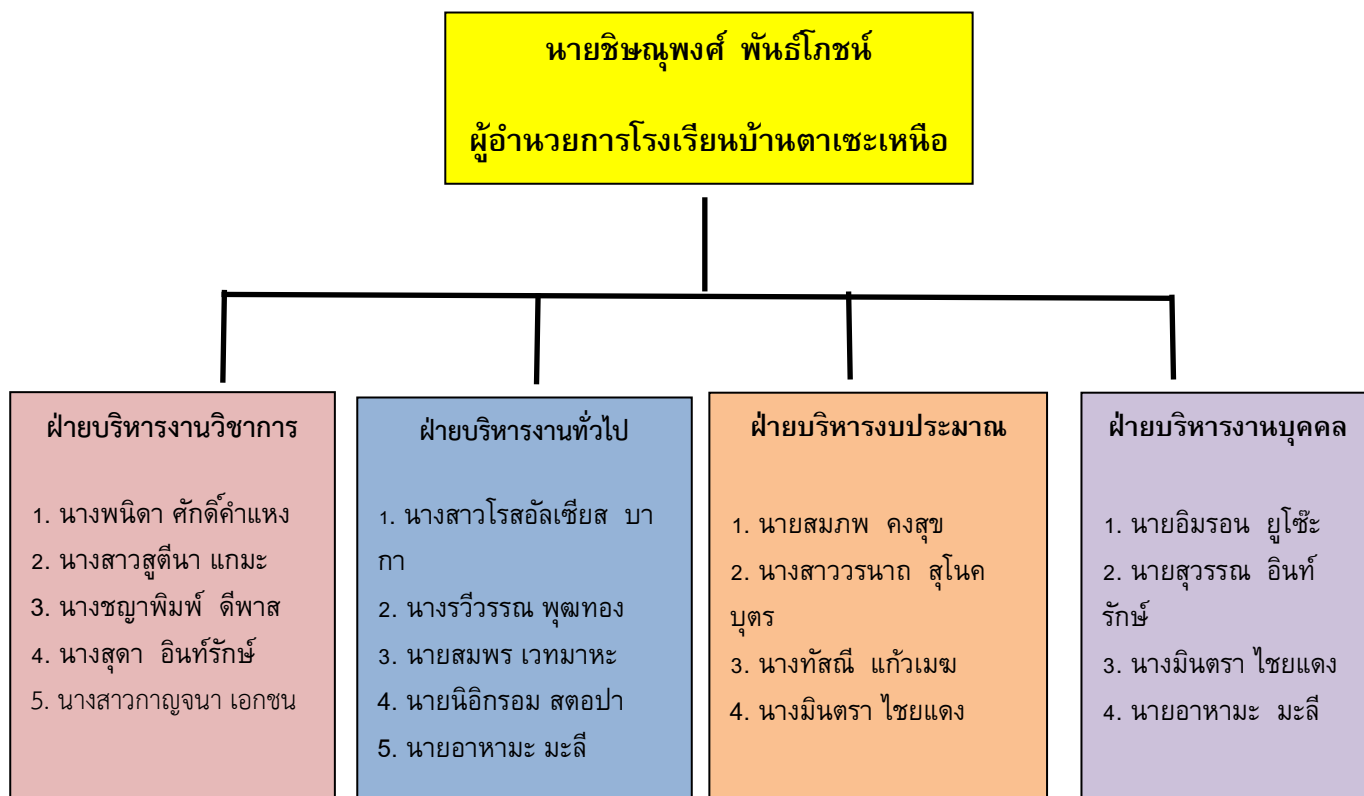 นายชิษณุพงศ์ พันธ์โภชน์
ผู้อำนวยการโรงเรียนบ้านตาเซะเหนือ
ฝ่ายบริหารงานวิชาการ
1. นางพนิดา ศักดิ์คำแหง
2. นางสาวสูตีนา แกมะ
3. นางชญาพิมพ์ ดีพาส
4. นางสุดา อินท์รักษ์
5. นางสาวกาญจนา เอกชน
ฝ่ายบริหารงานทั่วไป
1. นางสาวโรสอัลเซียส บา
กา
2. นางรวีวรรณ พุฒทอง
3. นายสมพร เวทมาหะ
4. นายนิอิกรอม สตอปา
5. นายอาหามะ มะลี
ฝ่ายบริหารงบประมาณ
1. นายสมภพ คงสุข
2. นางสาววรนาถ สุโนค
บุตร
3. นางทัสณี แก้วเมฆ
4. นางมินตรา ไชยแดง
ฝ่ายบริหารงานบุคคล
1. นายอิมรอน ยูโซ๊ะ
2. นายสุวรรณ อินท์
รักษ์
3. นางมินตรา ไชยแดง
4. นายอาหามะ มะลี